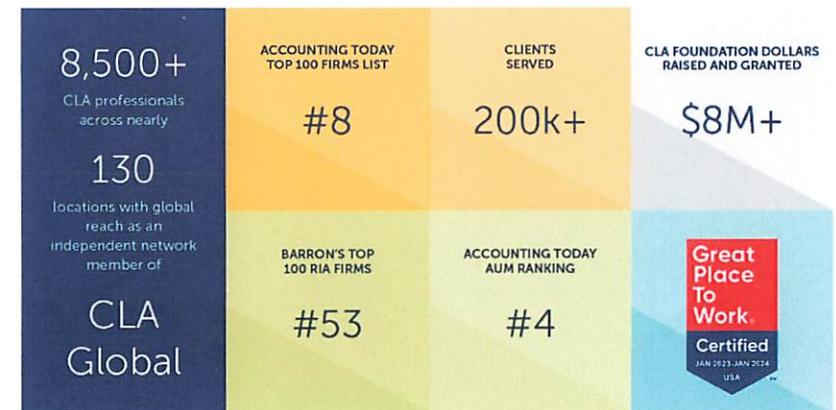 8,500+
CLA professionals
across nearly
130
locations with global
reach as an
independent network
member of
CLA
Global
ACCOUNTING TODAY
TOP 100 FIRMS LIST
#8
CLIENTS
SERVED
200k+
CLA FOUNDATION DOLLARS
RAISED AND GRANTED
$8M+
BARRON'S TOP
100 RIA FIRMS
#53
ACCOUNTING TODAY
AUM RANKING
#4
Great
Place
To
Work®
Certified
JAN 2023-JAN 2024
USA
™